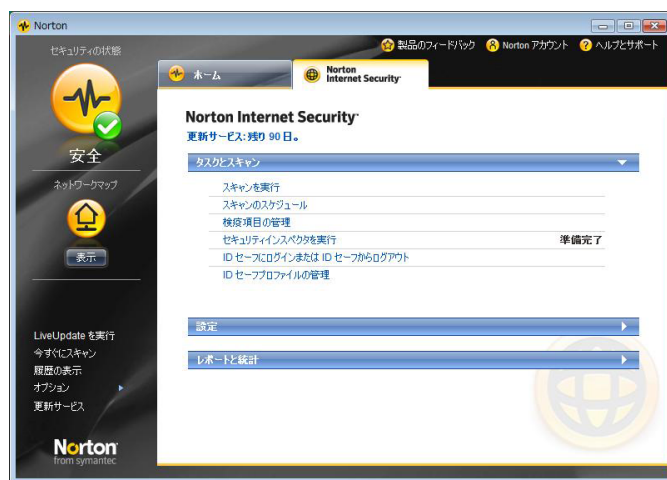 Norton
セキュリティの状態
製品のフィードバック
Norton アカウント
ヘルプとサポート
ホーム
Norton
Internet Security
安全
ネットワークマップ
表示
LiveUpdate を実行
今すぐにスキャン
履歴の表示
オプション
更新サービス
Norton
from symantec
Norton Internet Security
更新サービス: 残り 90 日。
タスクとスキャン
スキャンを実行
スキャンのスケジュール
検疫項目の管理
セキュリティインスペクタを実行 準備完了
ID セーフにログインまたは ID セーフからログアウト
ID セーフプロファイルの管理
設定
レポートと統計